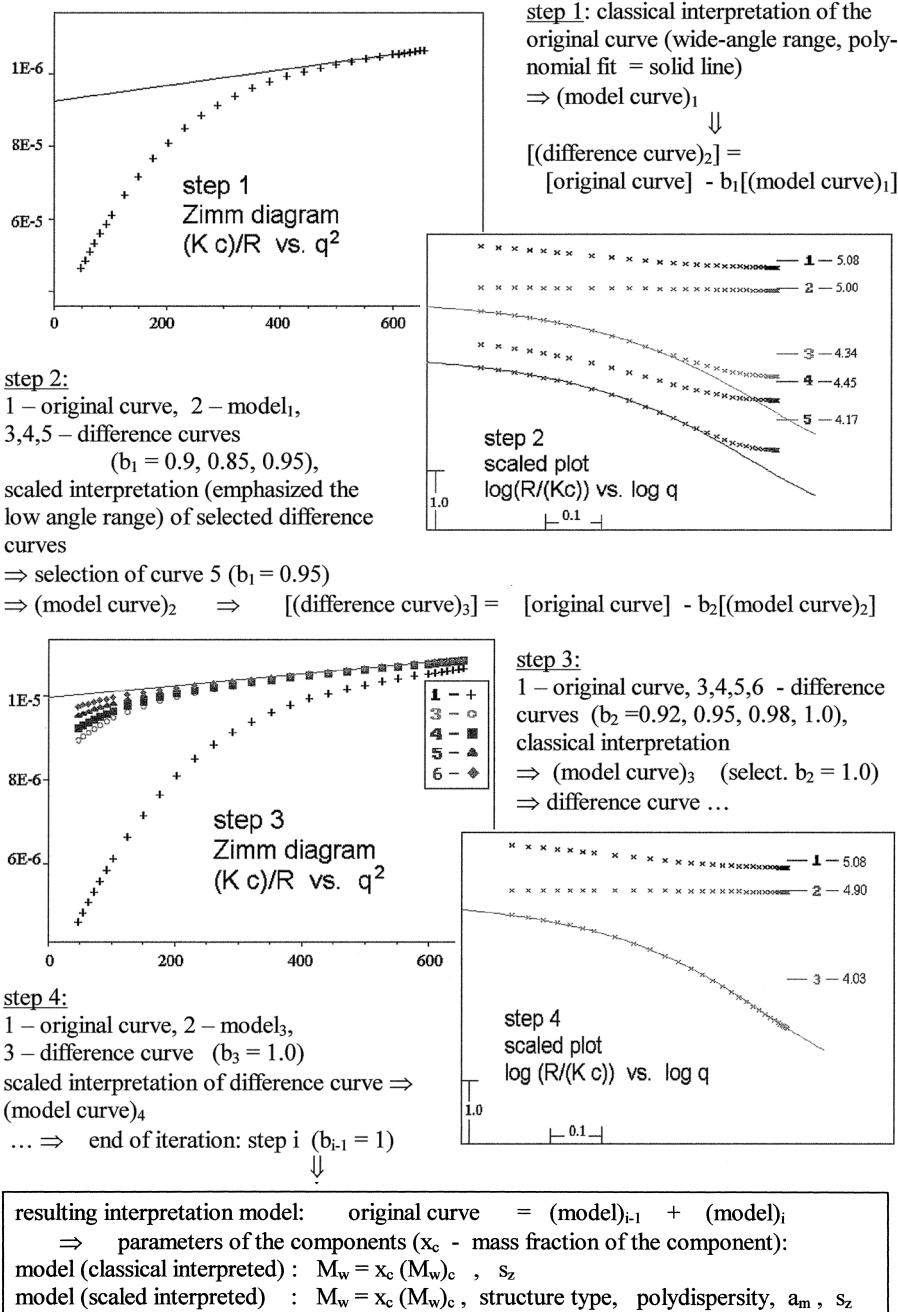 step 1: classical interpretation of the
original curve (wide-angle range, poly-
nomial fit = solid line)
⇒ (model curve)₁
⇓
[(difference curve)₂] =
[original curve] - b₁[(model curve)₁]
1E-6
8E-5
6E-5
0
200
400
600
step 1
Zimm diagram
(K c)/R vs. q²
1 — 5.08
2 — 5.00
3 — 4.34
4 — 4.45
5 — 4.17
step 2
scaled plot
log(R/(Kc)) vs. log q
1.0
0.1
step 2:
1 – original curve, 2 – model₁,
3,4,5 – difference curves
(b₁ = 0.9, 0.85, 0.95),
scaled interpretation (emphasized the
low angle range) of selected difference
curves
⇒ selection of curve 5 (b₁ = 0.95)
⇒ (model curve)₂ ⇒ [(difference curve)₃] = [original curve] - b₂[(model curve)₂]
1E-5
8E-6
6E-6
0
200
400
600
1 – +
3 – ○
4 – ■
5 – ▲
6 – ◆
step 3
Zimm diagram
(K c)/R vs. q²
step 3:
1 – original curve, 3,4,5,6 - difference
curves (b₂ =0.92, 0.95, 0.98, 1.0),
classical interpretation
⇒ (model curve)₃ (select. b₂ = 1.0)
⇒ difference curve …
1 — 5.08
2 — 4.90
3 — 4.03
step 4
scaled plot
log (R/(K c)) vs. log q
1.0
0.1
step 4:
1 – original curve, 2 – model₃,
3 – difference curve (b₃ = 1.0)
scaled interpretation of difference curve ⇒
(model curve)₄
… ⇒ end of iteration: step i (bᵢ₋₁ = 1)
⇓
resulting interpretation model: original curve = (model)ᵢ₋₁ + (model)ᵢ
⇒ parameters of the components (x_c - mass fraction of the component):
model (classical interpreted) : M_w = x_c (M_w)_c , s_z
model (scaled interpreted) : M_w = x_c (M_w)_c , structure type, polydispersity, a_m , s_z